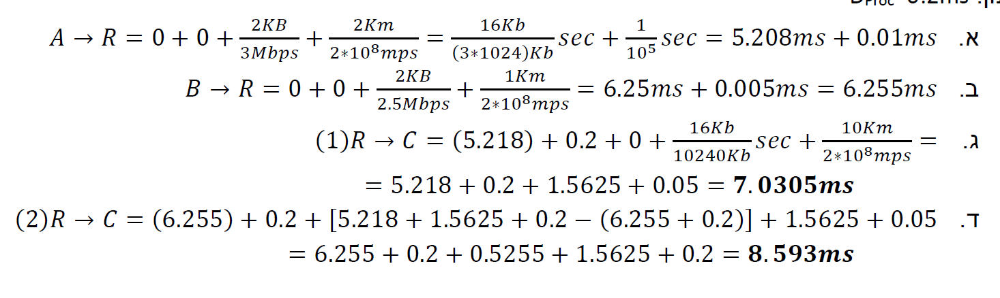 א. A → R = 0 + 0 + 2KB/3Mbps + 2Km/2∗10⁸mps = 16Kb/(3∗1024)Kb sec + 1/10⁵ sec = 5.208ms + 0.01ms
ב. B → R = 0 + 0 + 2KB/2.5Mbps + 1Km/2∗10⁸mps = 6.25ms + 0.005ms = 6.255ms
ג. (1)R → C = (5.218) + 0.2 + 0 + 16Kb/10240Kb sec + 10Km/2∗10⁸mps =
= 5.218 + 0.2 + 1.5625 + 0.05 = 7.0305ms
ד. (2)R → C = (6.255) + 0.2 + [5.218 + 1.5625 + 0.2 − (6.255 + 0.2)] + 1.5625 + 0.05
= 6.255 + 0.2 + 0.5255 + 1.5625 + 0.2 = 8.593ms